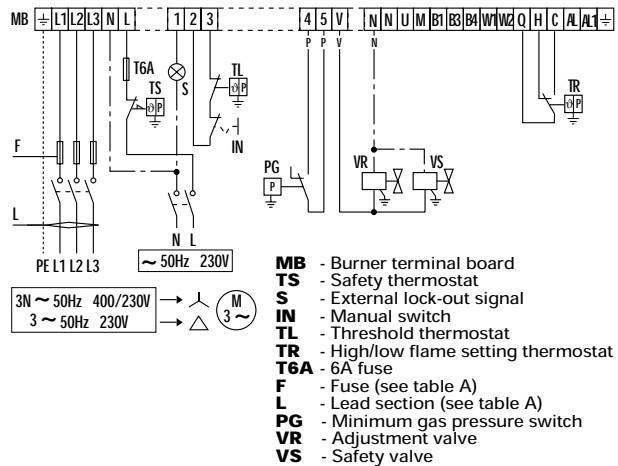 MB ⏚ L1 L2 L3 N L 1 2 3 4 5 V N N U M B1 B3 B4 W1 W2 Q H C AL AL1 ⏚
P P V N
T6A
TS
ϑ P
S
TL
ϑ P
IN
TR
ϑ P
F
PG
P
VR VS
L
N L
PE L1 L2 L3
~ 50Hz 230V
3N ~ 50Hz 400/230V
3 ~ 50Hz 230V
M
3 ~
MB - Burner terminal board
TS - Safety thermostat
S - External lock-out signal
IN - Manual switch
TL - Threshold thermostat
TR - High/low flame setting thermostat
T6A - 6A fuse
F - Fuse (see table A)
L - Lead section (see table A)
PG - Minimum gas pressure switch
VR - Adjustment valve
VS - Safety valve